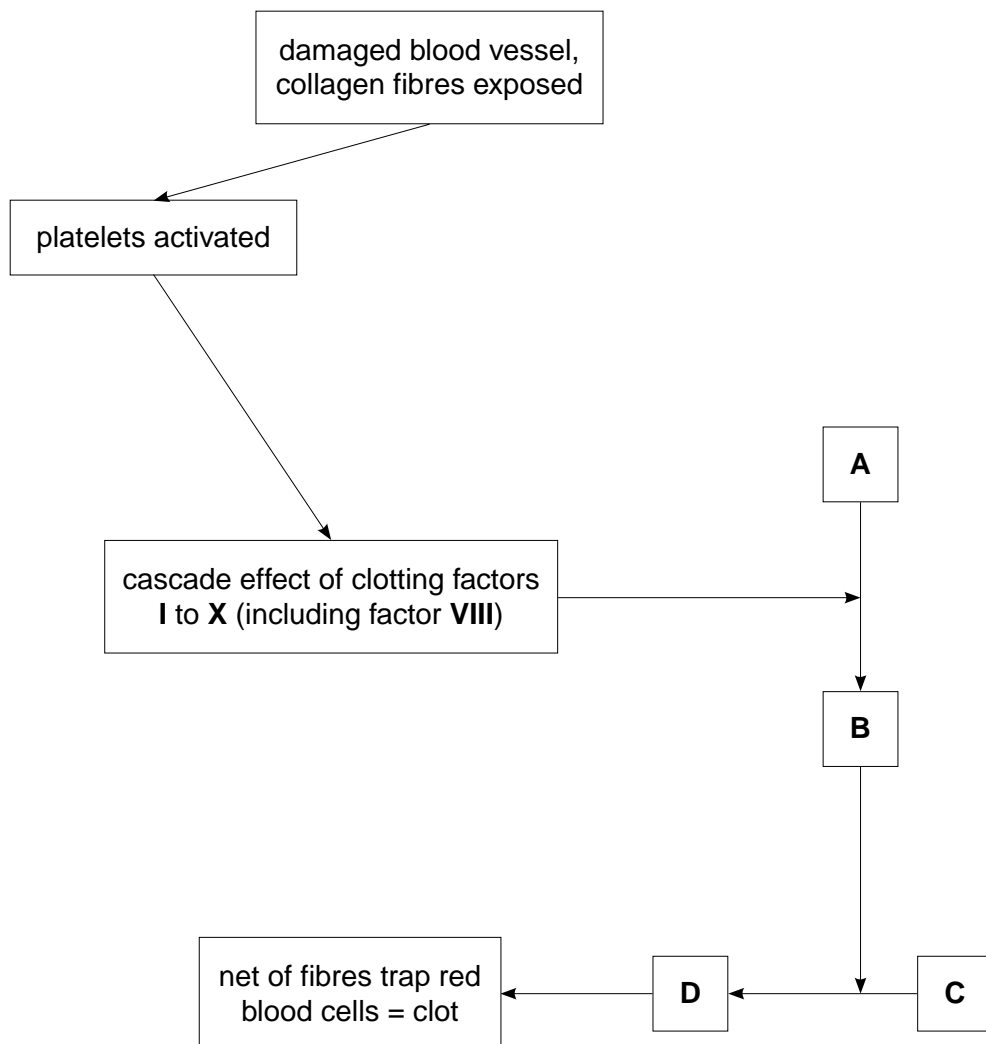 damaged blood vessel,
collagen fibres exposed
platelets activated
A
cascade effect of clotting factors
I to X (including factor VIII)
B
net of fibres trap red
blood cells = clot
D
C